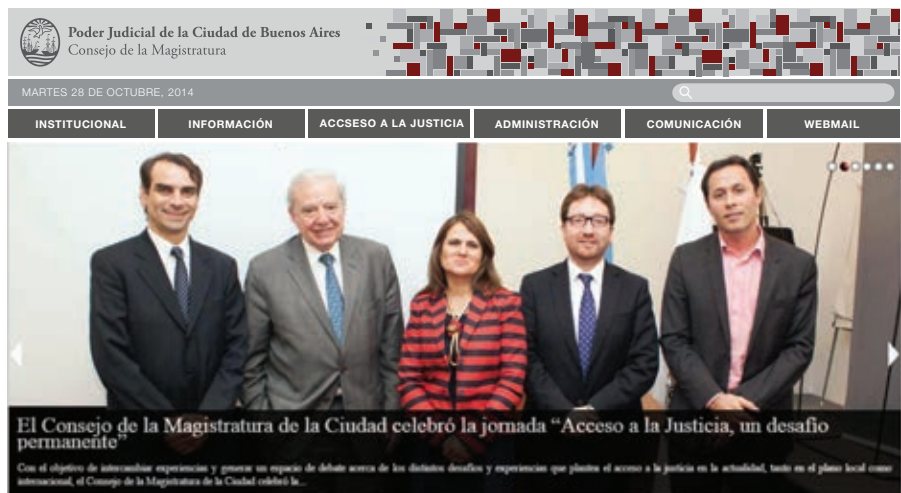 Poder Judicial de la Ciudad de Buenos Aires
Consejo de la Magistratura
MARTES 28 DE OCTUBRE, 2014
INSTITUCIONAL
INFORMACIÓN
ACCSESO A LA JUSTICIA
ADMINISTRACIÓN
COMUNICACIÓN
WEBMAIL
El Consejo de la Magistratura de la Ciudad celebró la jornada “Acceso a la Justicia, un desafio
permanente”
Con el objetivo de intercambiar experiencias y generar un espacio de debate acerca de los distintos desafíos y experiencias que plantea el acceso a la justicia en la actualidad, tanto en el plano local como
internacional, el Consejo de la Magistratura de la Ciudad celebró la...